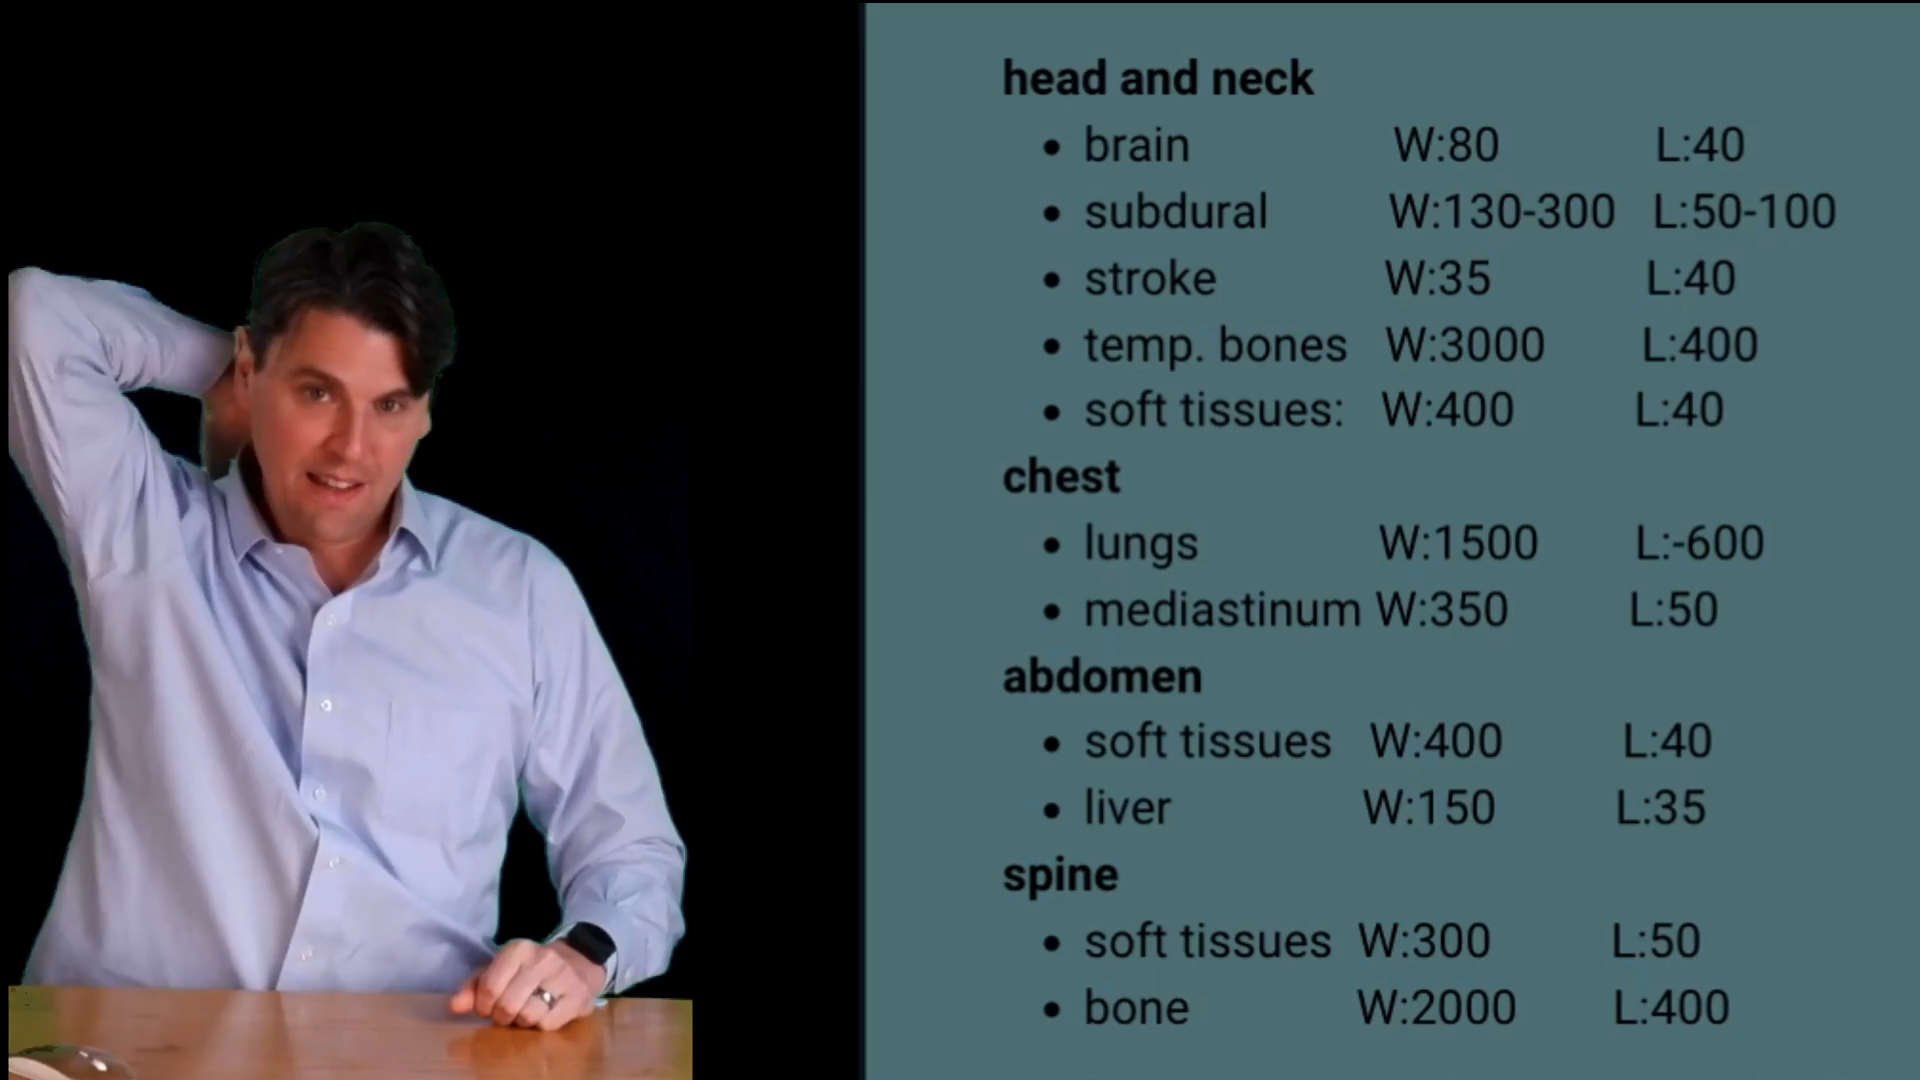 head and neck
• brain W:80 L:40
• subdural W:130-300 L:50-100
• stroke W:35 L:40
• temp. bones W:3000 L:400
• soft tissues: W:400 L:40
chest
• lungs W:1500 L:-600
• mediastinum W:350 L:50
abdomen
• soft tissues W:400 L:40
• liver W:150 L:35
spine
• soft tissues W:300 L:50
• bone W:2000 L:400